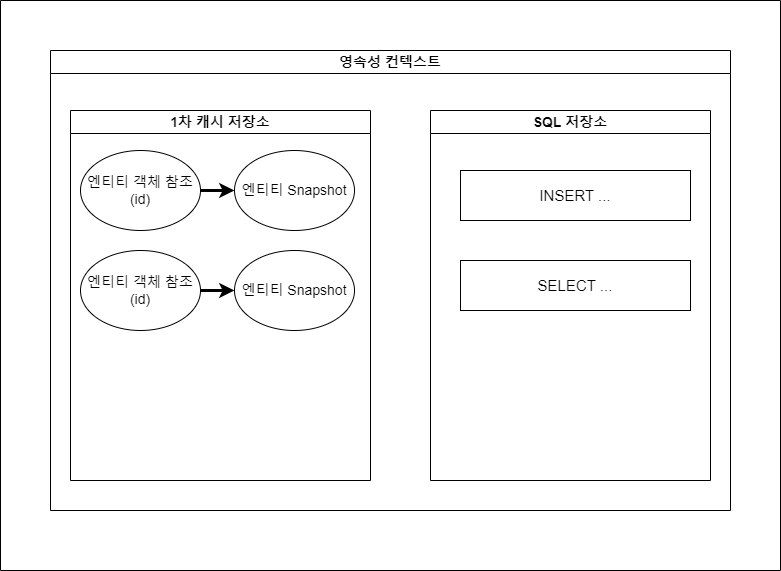 영속성 컨텍스트
1차 캐시 저장소
엔티티 객체 참조
(id)
엔티티 Snapshot
엔티티 객체 참조
(id)
엔티티 Snapshot
SQL 저장소
INSERT ...
SELECT ...